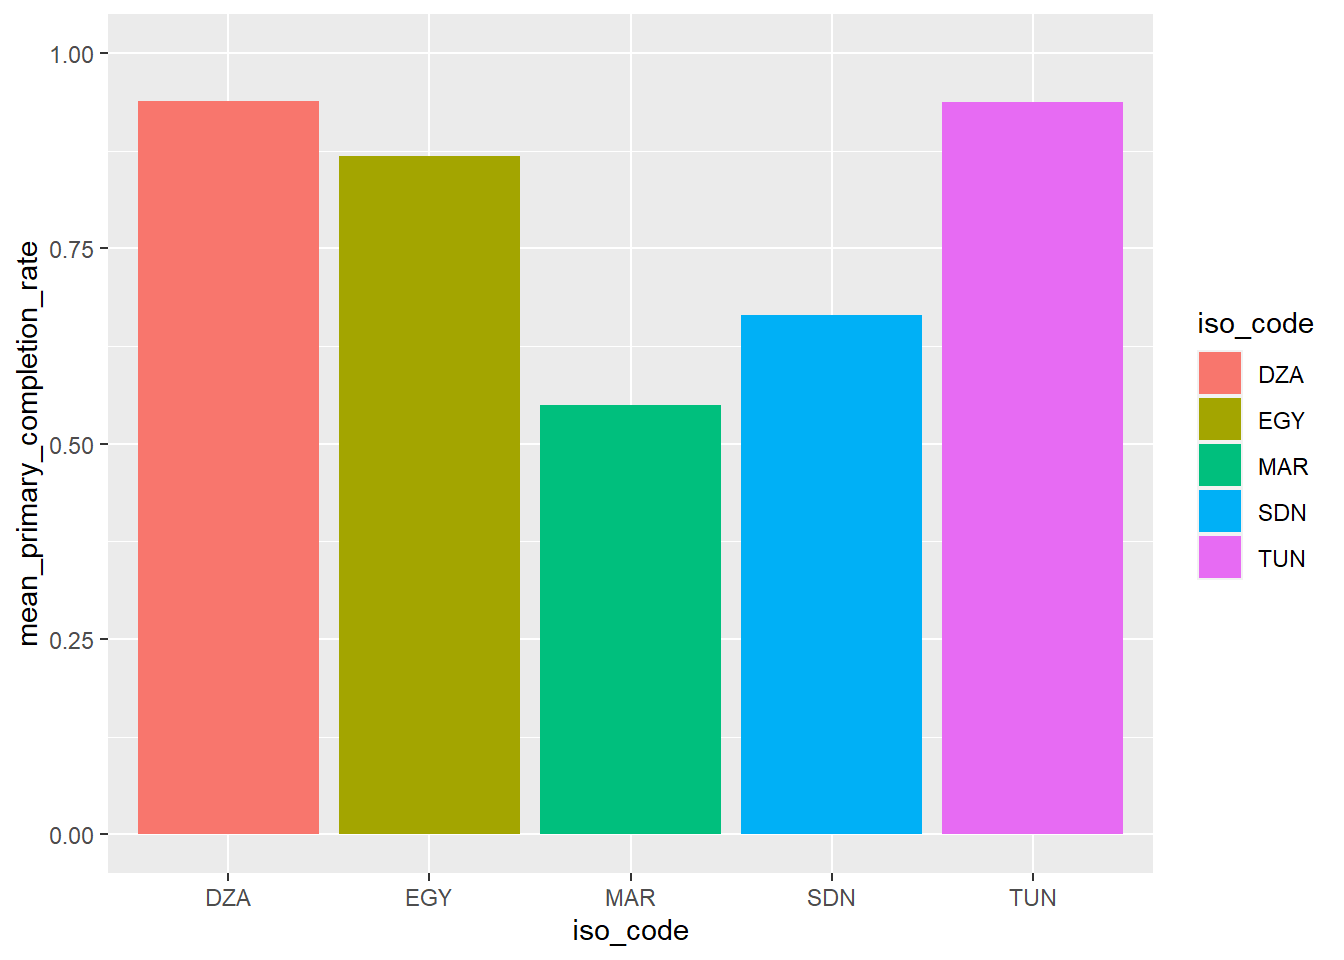 mean_primary_completion_rate
1.00
0.75
0.50
0.25
0.00
DZA EGY MAR SDN TUN
iso_code
iso_code
DZA
EGY
MAR
SDN
TUN